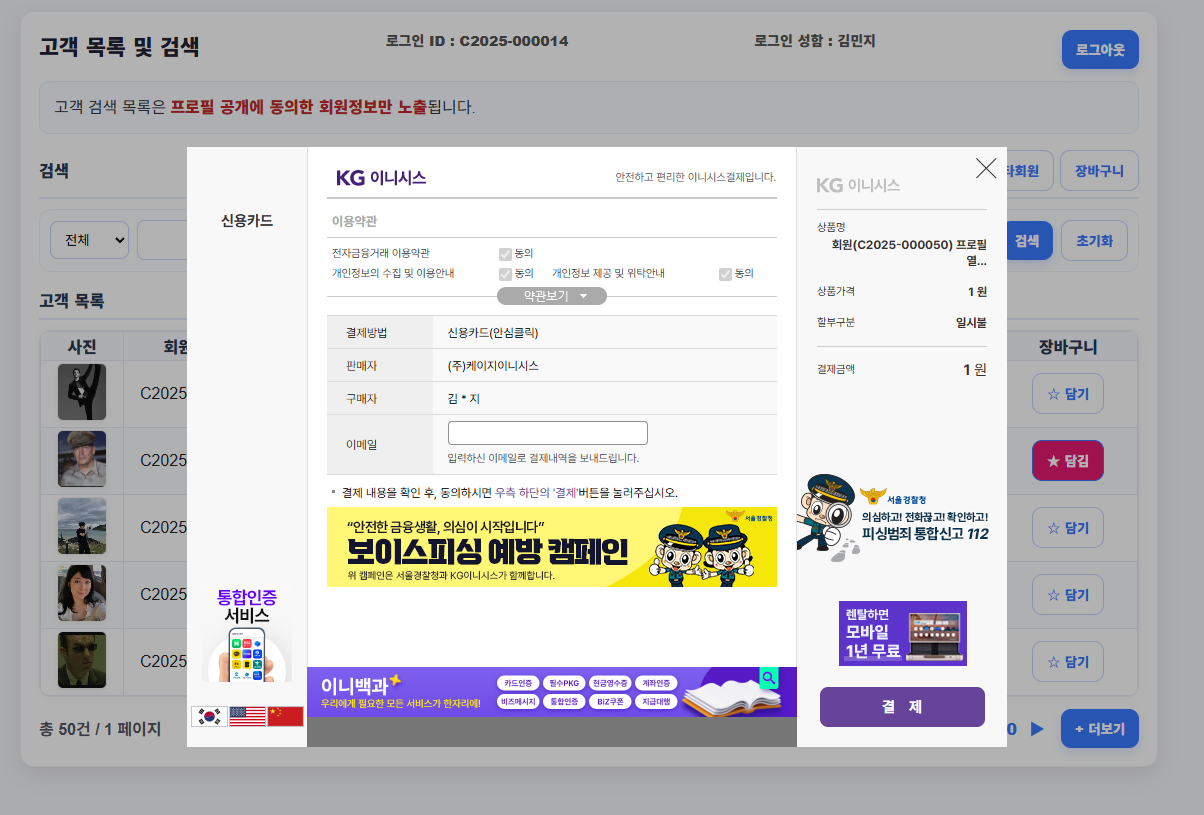 고객 목록 및 검색
로그인 ID : C2025-000014
로그인 성함 : 김민지
로그아웃
고객 검색 목록은 프로필 공개에 동의한 회원정보만 노출됩니다.
검색
장바구니
전체
검색
초기화
고객 목록
사진
장바구니
C2025
☆ 담기
C2025
★ 담김
C2025
☆ 담기
C2025
☆ 담기
C2025
☆ 담기
총 50건 / 1 페이지
+ 더보기
신용카드
통합인증
서비스
KG 이니시스
안전하고 편리한 이니시스결제입니다.
이용약관
전자금융거래 이용약관
동의
개인정보의 수집 및 이용안내
동의
개인정보 제공 및 위탁안내
동의
약관보기
결제방법
신용카드(안심클릭)
판매자
(주)케이지이니시스
구매자
김 * 지
이메일
입력하신 이메일로 결제내역을 보내드립니다.
결제 내용을 확인 후, 동의하시면 우측 하단의 '결제'버튼을 눌러주십시오.
“안전한 금융생활, 의심이 시작입니다”
보이스피싱 예방 캠페인
위 캠페인은 서울경찰청과 KG이니시스가 함께합니다.
서울경찰청
이니백과
우리에게 필요한 모든 서비스가 한자리에!
카드인증
필수PKG
현금영수증
계좌인증
비즈메시지
통합인증
BIZ쿠폰
지급대행
KG 이니시스
상품명
회원(C2025-000050) 프로필
열...
상품가격
1 원
할부구분
일시불
결제금액
1 원
서울경찰청
의심하고! 전화끊고! 확인하고!
피싱범죄 통합신고 112
렌탈하면
모바일
1년 무료
결 제